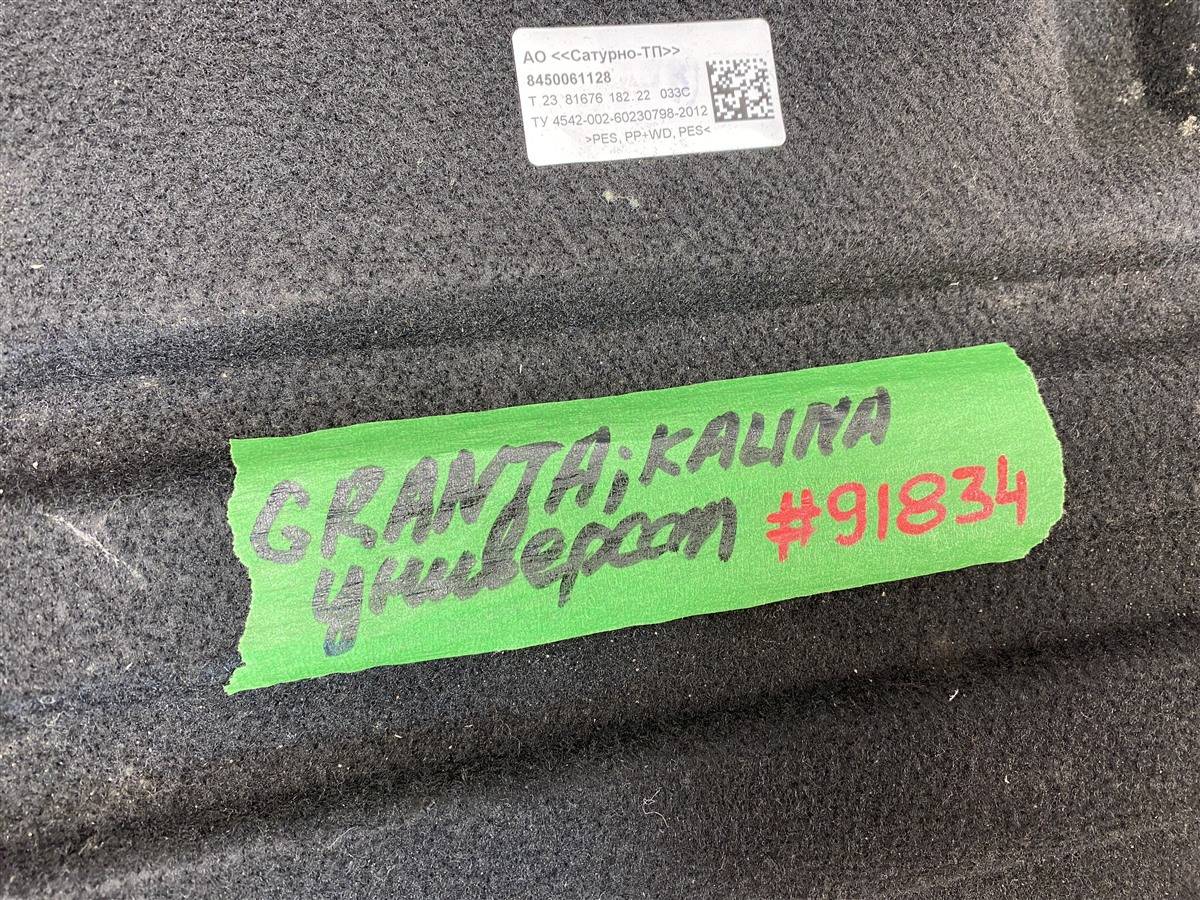 АО <<Сатурно-ТП>>
8450061128
Т 23 81676 182.22 033С
ТУ 4542-002-60230798-2012
>PES, PP+WD, PES<
GRANTA; KALINA
универсал #91834